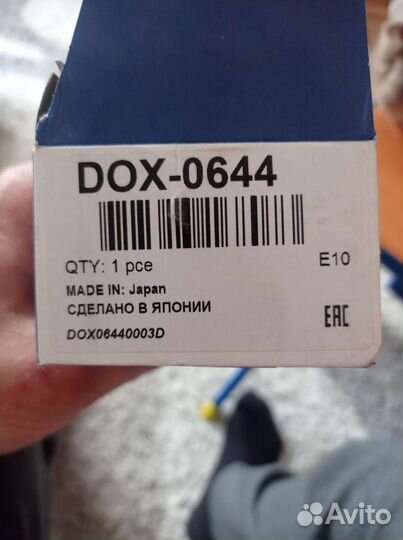 DOX-0644
QTY: 1 pce
E10
MADE IN: Japan
СДЕЛАНО В ЯПОНИИ
EAC
DOX06440003D
Avito